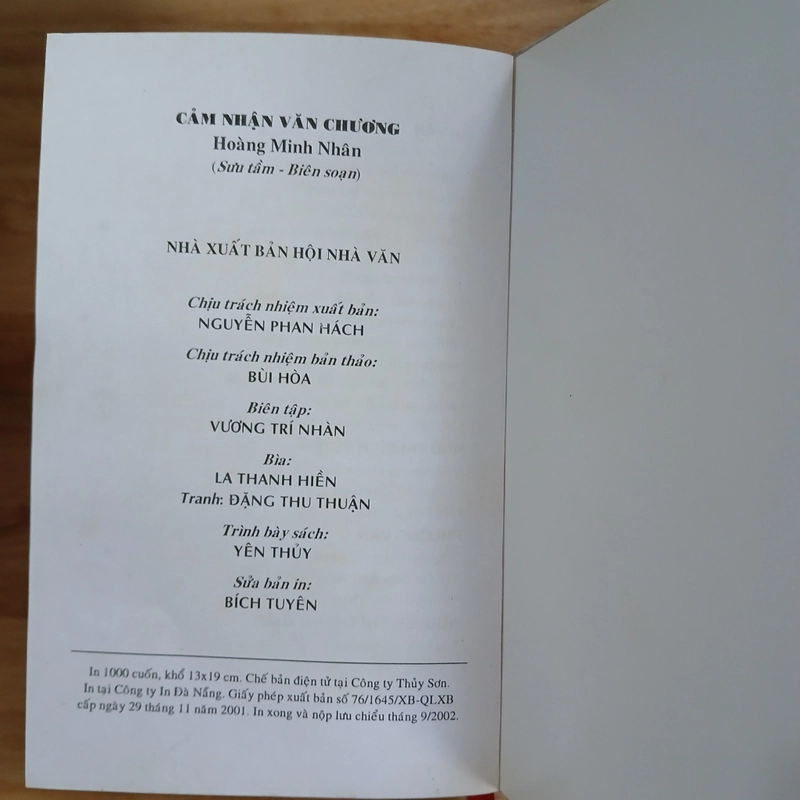 CẢM NHẬN VĂN CHƯƠNG
Hoàng Minh Nhân
(Sưu tầm - Biên soạn)
NHÀ XUẤT BẢN HỘI NHÀ VĂN
Chịu trách nhiệm xuất bản:
NGUYỄN PHAN HÁCH
Chịu trách nhiệm bản thảo:
BÙI HÒA
Biên tập:
VƯƠNG TRÍ NHÀN
Bìa:
LA THANH HIỀN
Tranh: ĐẶNG THU THUẬN
Trình bày sách:
YÊN THỦY
Sửa bản in:
BÍCH TUYÊN
In 1000 cuốn, khổ 13x19 cm. Chế bản điện tử tại Công ty Thủy Sơn.
In tại Công ty In Đà Nẵng. Giấy phép xuất bản số 76/1645/XB-QLXB
cấp ngày 29 tháng 11 năm 2001. In xong và nộp lưu chiểu tháng 9/2002.